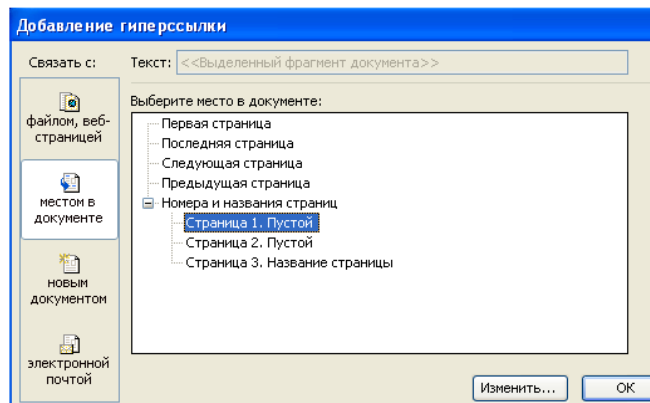 Добавление гиперссылки
Связать с:
Текст: <<Выделенный фрагмент документа>>
файлом, веб-
страницей
местом в
документе
новым
документом
электронной
почтой
Выберите место в документе:
Первая страница
Последняя страница
Следующая страница
Предыдущая страница
Номера и названия страниц
Страница 1. Пустой
Страница 2. Пустой
Страница 3. Название страницы
Изменить...
ОК